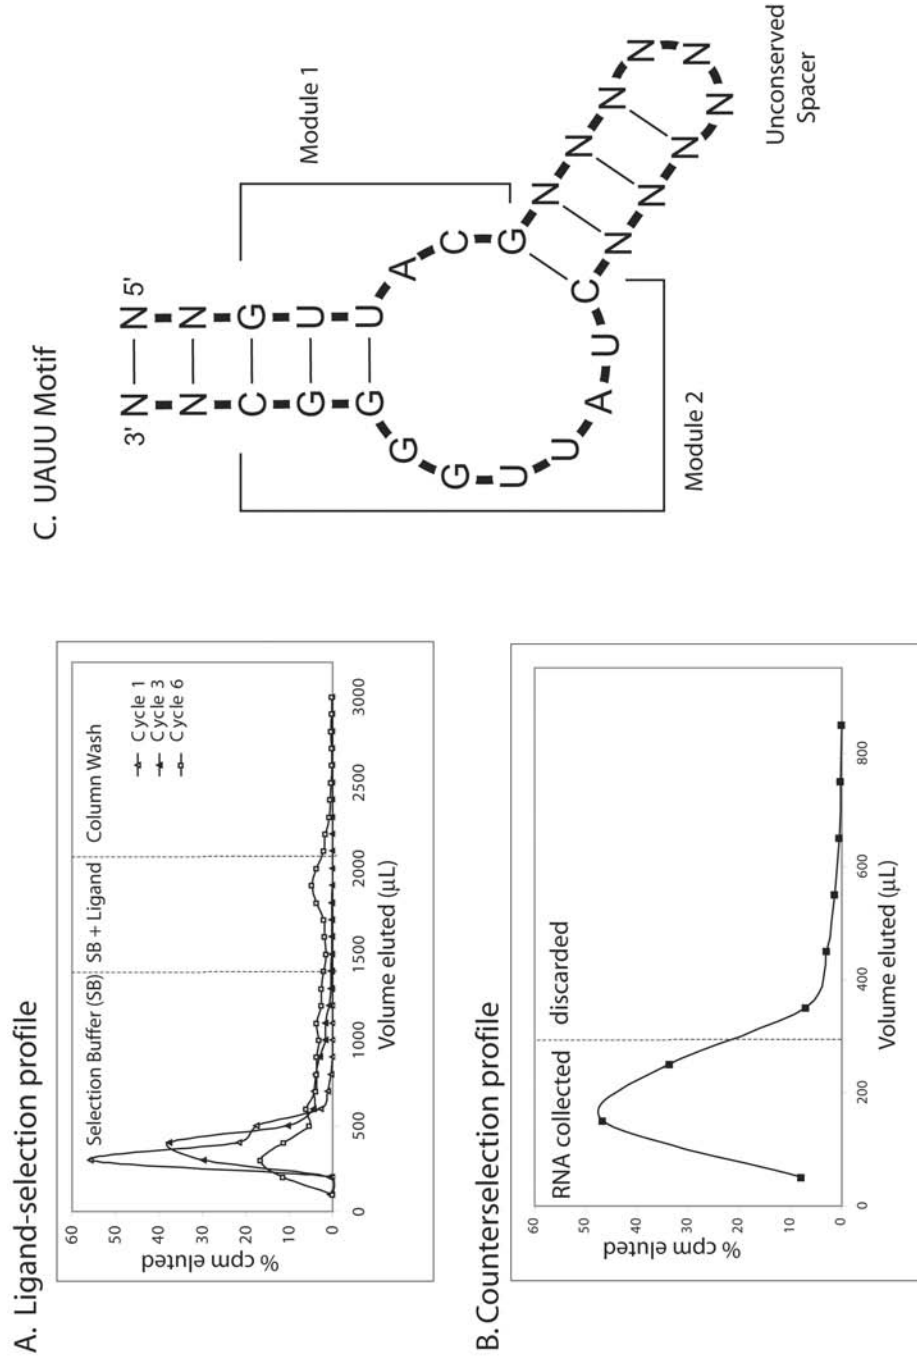 A. Ligand-selection profile
Selection Buffer (SB)
SB + Ligand
Column Wash
Cycle 1
Cycle 3
Cycle 6
% cpm eluted
60
50
40
30
20
10
0
0
500
1000
1500
2000
2500
3000
Volume eluted (µL)
B. Counterselection profile
RNA collected
discarded
% cpm eluted
60
50
40
30
20
10
0
0
200
400
600
800
Volume eluted (µL)
C. UAUU Motif
3'
5'
N
N
N
N
C
G
G
U
G
U
G
A
G
C
U
G
U
C
A
U
N
N
N
N
N
N
N
N
N
N
Module 1
Module 2
Unconserved
Spacer